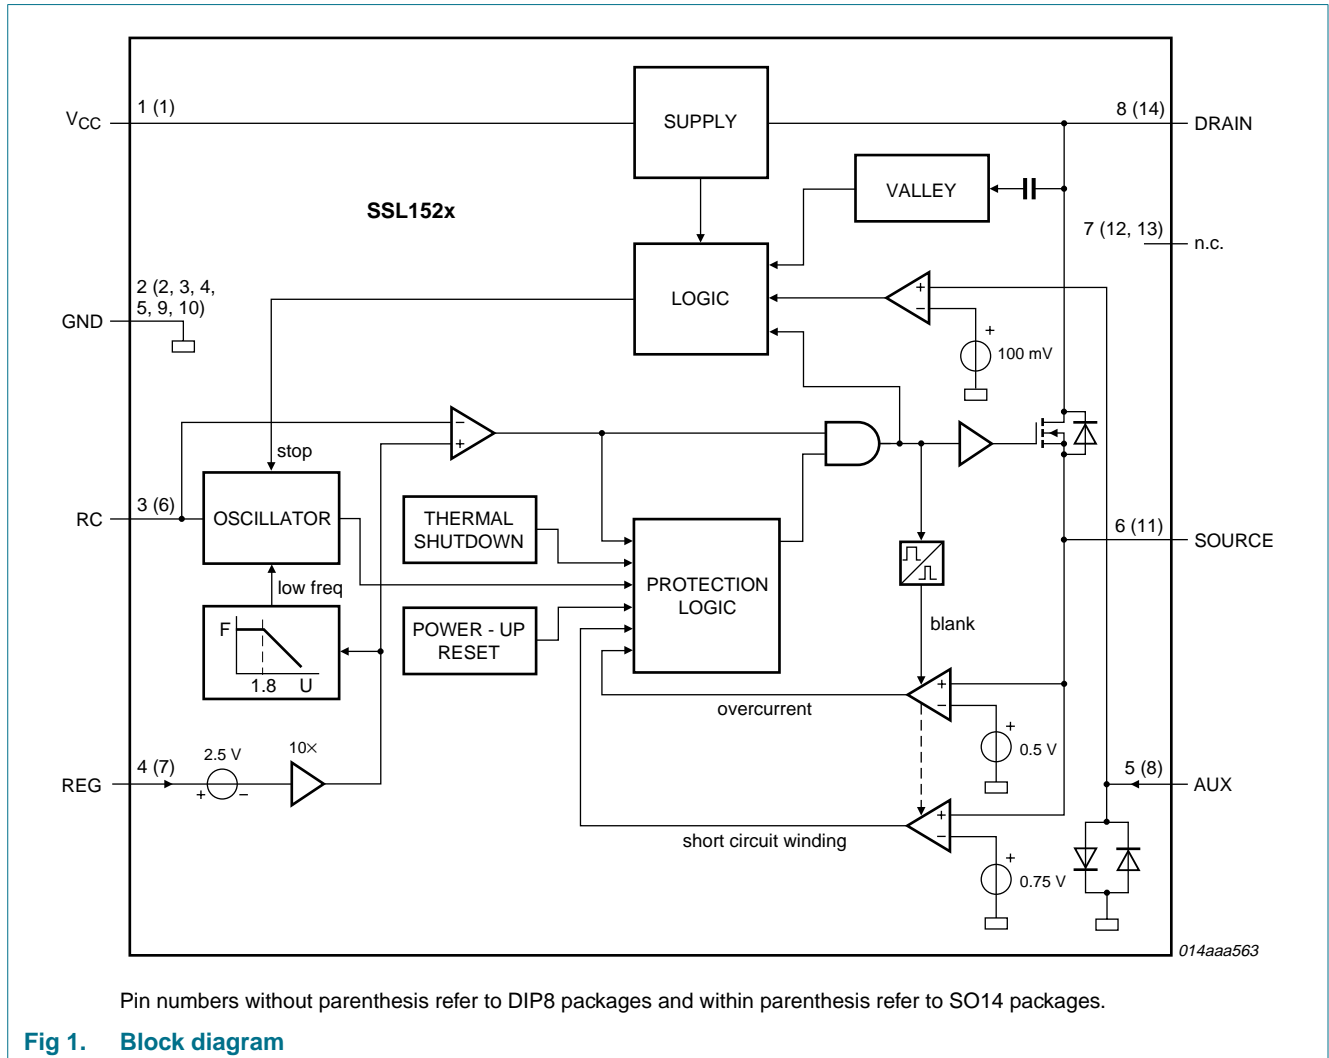 1 (1)
V_CC
SUPPLY
8 (14)
DRAIN
VALLEY
SSL152x
7 (12, 13)
n.c.
2 (2, 3, 4,
5, 9, 10)
GND
LOGIC
+
−
+
100 mV
−
+
stop
3 (6)
RC
OSCILLATOR
THERMAL
SHUTDOWN
6 (11)
SOURCE
low freq
PROTECTION
LOGIC
F
1.8 U
POWER - UP
RESET
blank
+
−
overcurrent
+
0.5 V
2.5 V
10×
4 (7)
REG
+ −
5 (8)
AUX
+
−
short circuit winding
+
0.75 V
014aaa563
Pin numbers without parenthesis refer to DIP8 packages and within parenthesis refer to SO14 packages.
Fig 1. Block diagram